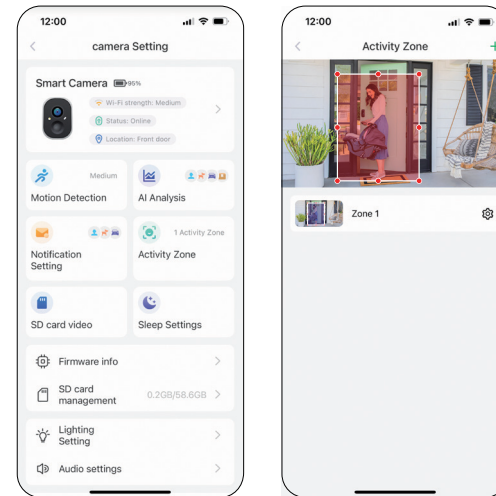 12:00
camera Setting
Smart Camera 95%
Wi-Fi strength: Medium
Status: Online
Location: Front door
Medium
Motion Detection
AI Analysis
Notification
Setting
1 Activity Zone
Activity Zone
SD card video
Sleep Settings
Firmware info
SD card
management
0.2GB/58.6GB
Lighting
Setting
Audio settings
12:00
Activity Zone
Zone 1